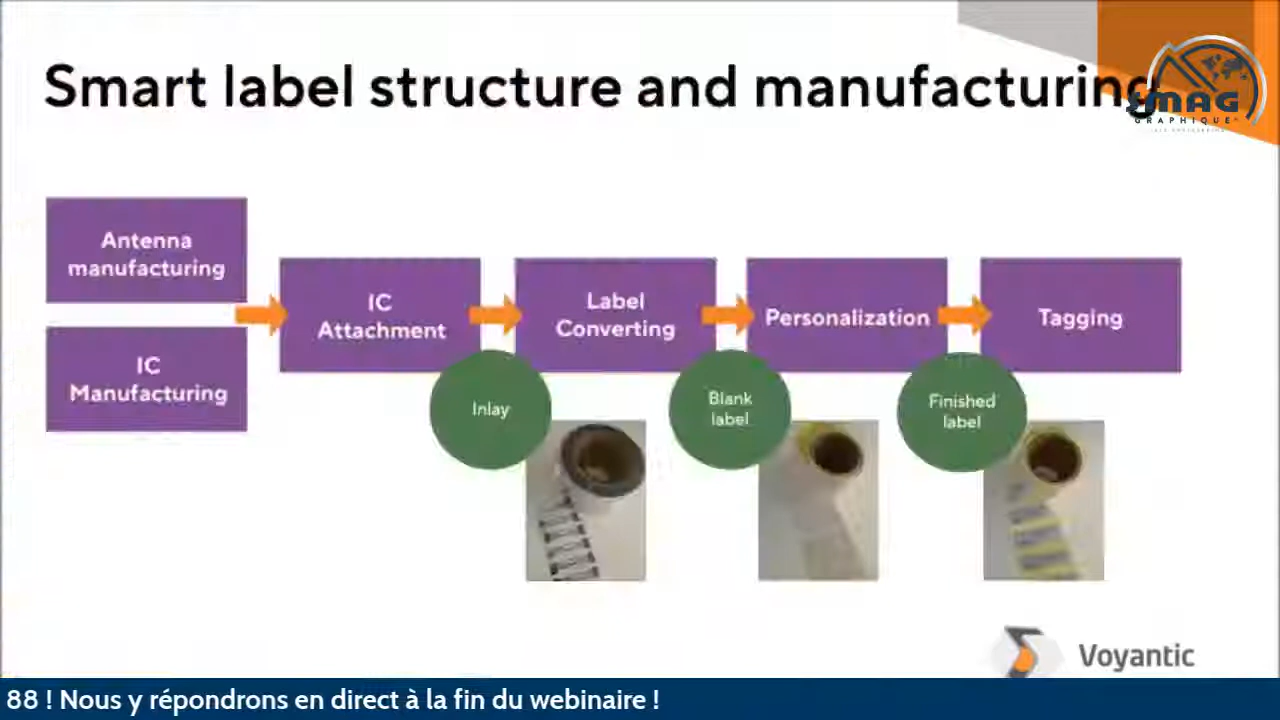 Smart label structure and manufacturing
ƐMAG
GRAPHIQUE
Antenna
manufacturing
IC
Manufacturing
IC
Attachment
Label
Converting
Personalization
Tagging
Inlay
Blank
label
Finished
label
Voyantic
88 ! Nous y répondrons en direct à la fin du webinaire !